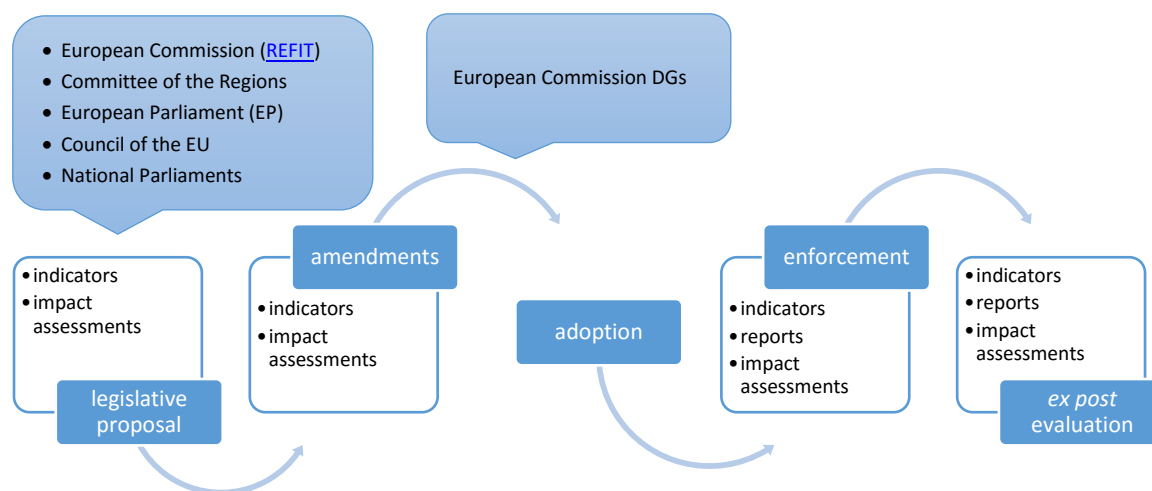 • European Commission (REFIT)
• Committee of the Regions
• European Parliament (EP)
• Council of the EU
• National Parliaments
European Commission DGs
• indicators
• impact
assessments
legislative
proposal
amendments
• indicators
• impact
assessments
adoption
enforcement
• indicators
• reports
• impact
assessments
• indicators
• reports
• impact
assessments
ex post
evaluation